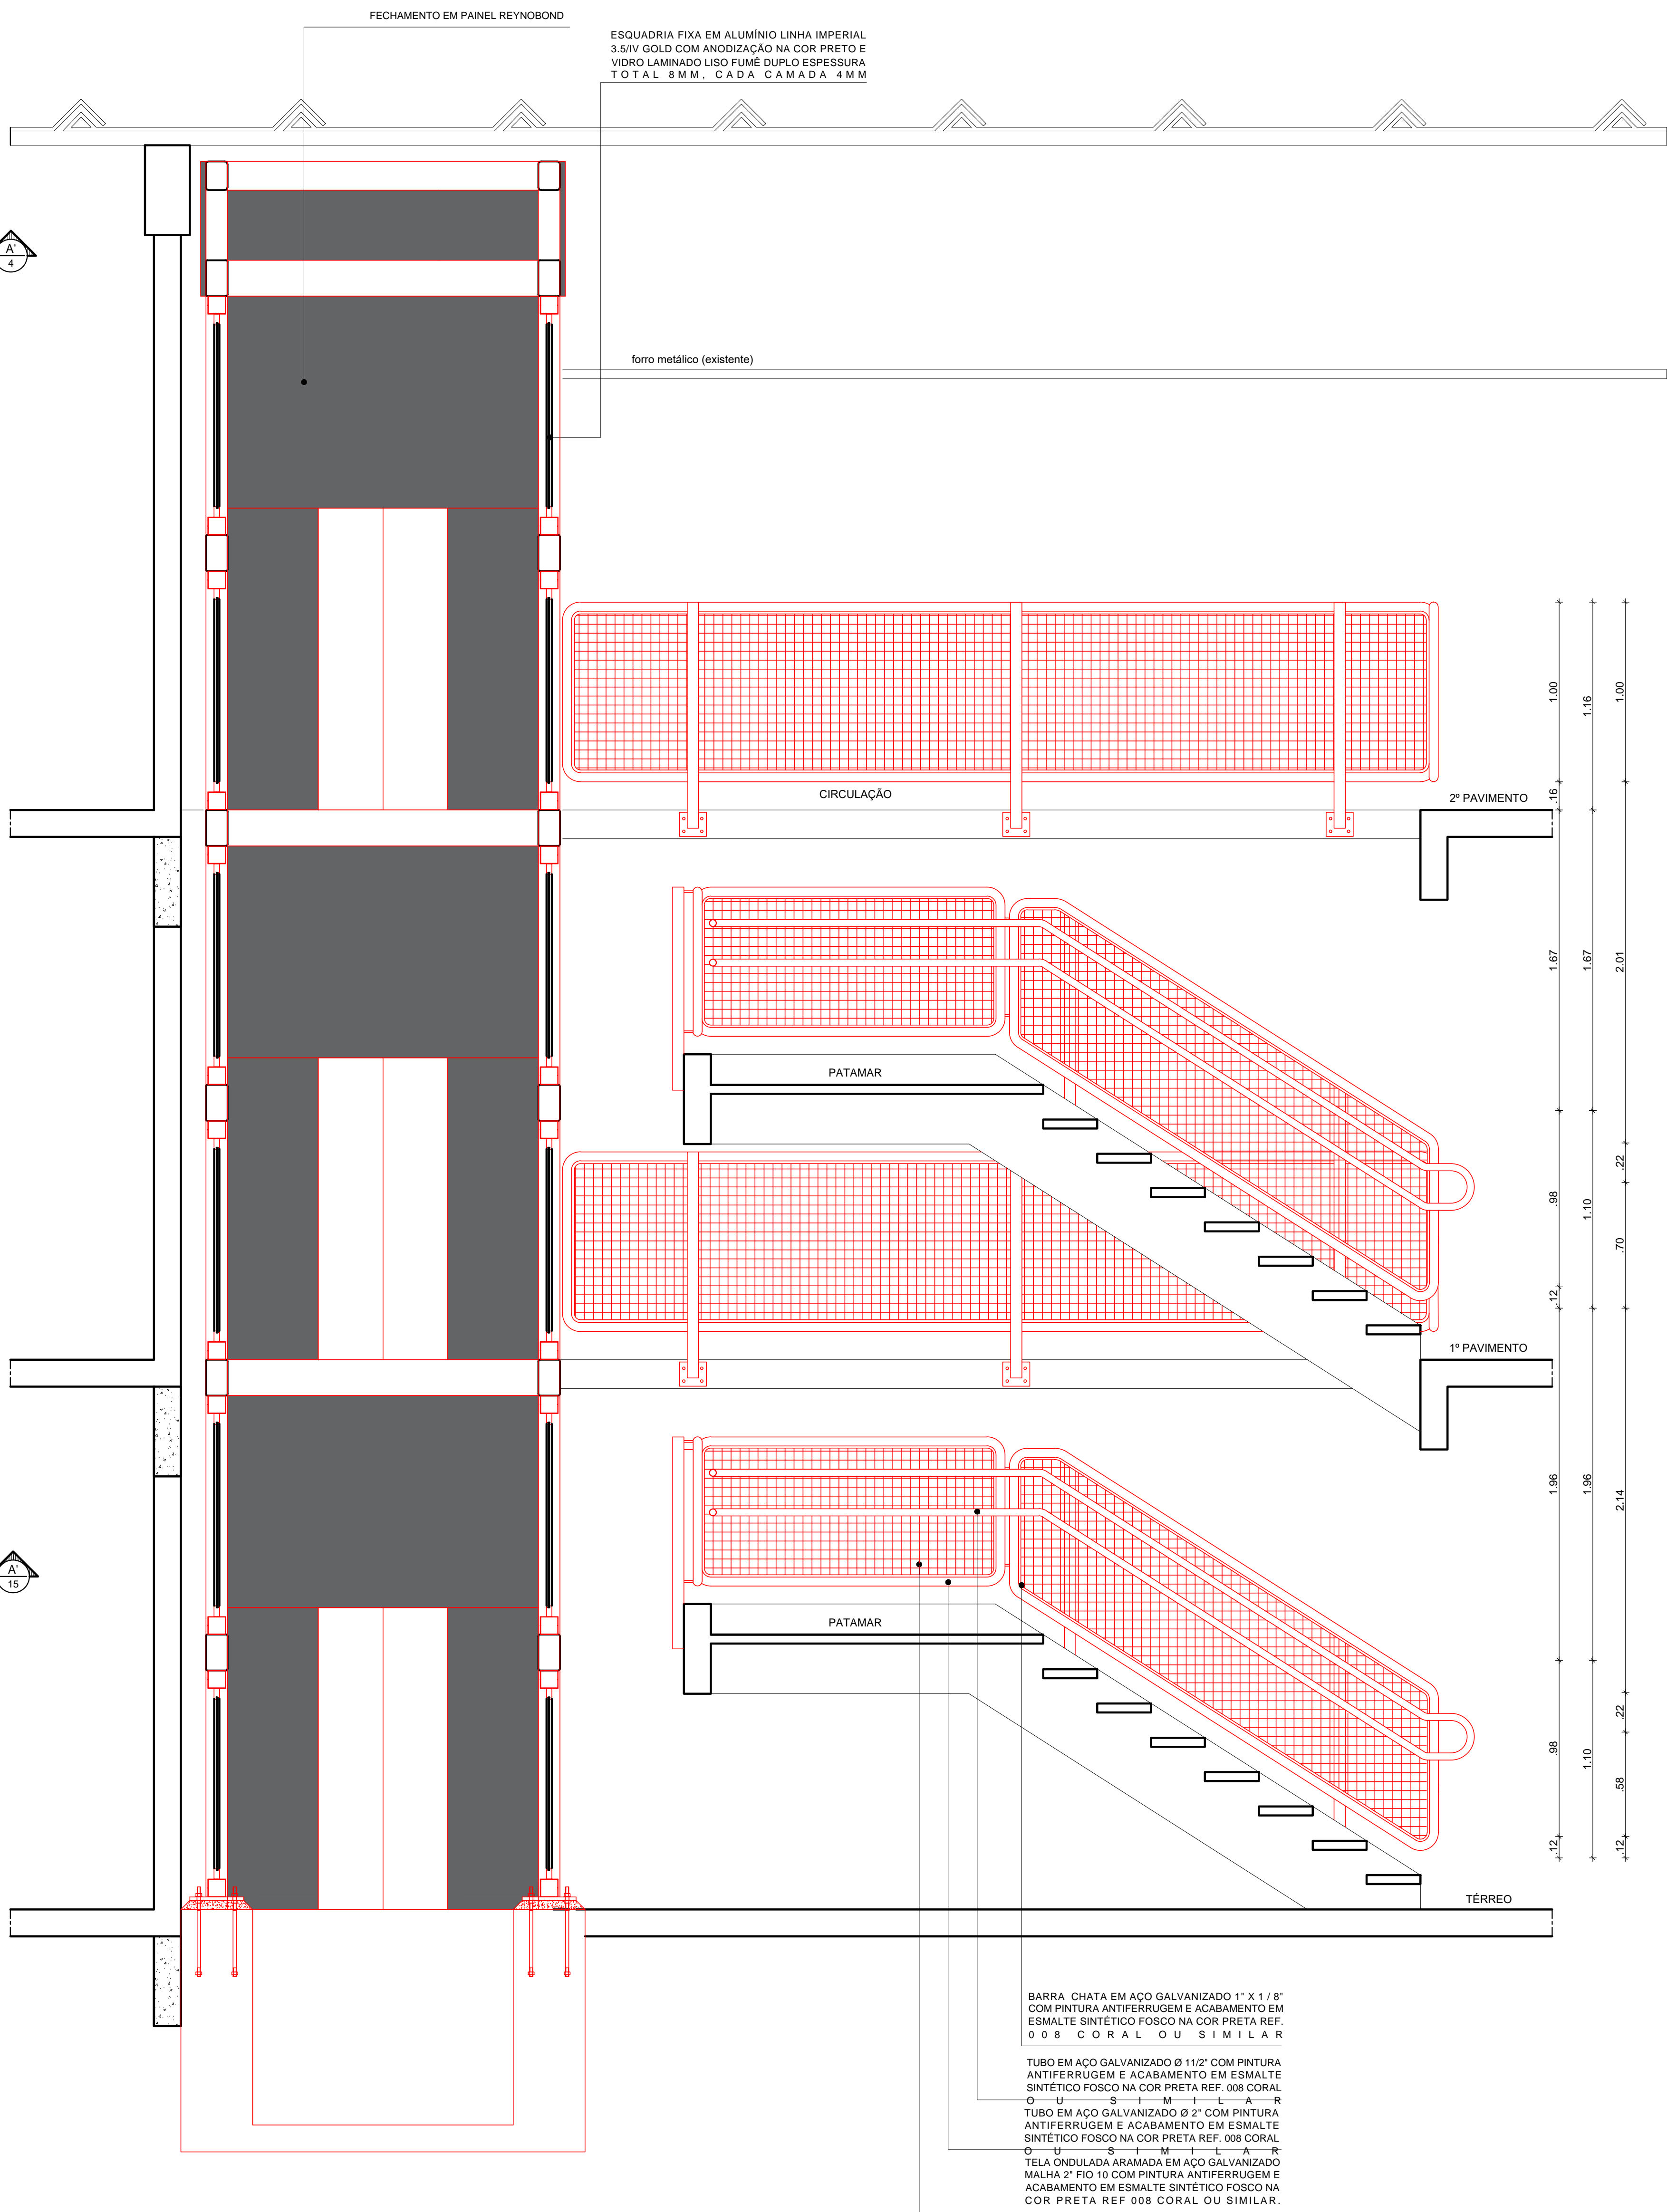 FECHAMENTO EM PAINEL REYNOBOND
ESQUADRIA FIXA EM ALUMÍNIO LINHA IMPERIAL
3.5/IV GOLD COM ANODIZAÇÃO NA COR PRETO E
VIDRO LAMINADO LISO FUMÊ DUPLO ESPESSURA
TOTAL 8MM, CADA CAMADA 4MM
A'
4
forro metálico (existente)
1.00
1.16
1.00
CIRCULAÇÃO
2º PAVIMENTO
.16
1.67
1.67
2.01
PATAMAR
.22
.98
1.10
.70
.12
1º PAVIMENTO
1.96
1.96
2.14
A'
15
PATAMAR
.22
.98
1.10
.58
.12
.12
TÉRREO
BARRA CHATA EM AÇO GALVANIZADO 1" X 1 / 8"
COM PINTURA ANTIFERRUGEM E ACABAMENTO EM
ESMALTE SINTÉTICO FOSCO NA COR PRETA REF.
008 CORAL OU SIMILAR
TUBO EM AÇO GALVANIZADO Ø 11/2" COM PINTURA
ANTIFERRUGEM E ACABAMENTO EM ESMALTE
SINTÉTICO FOSCO NA COR PRETA REF. 008 CORAL
OU SIMILAR
TUBO EM AÇO GALVANIZADO Ø 2" COM PINTURA
ANTIFERRUGEM E ACABAMENTO EM ESMALTE
SINTÉTICO FOSCO NA COR PRETA REF. 008 CORAL
OU SIMILAR
TELA ONDULADA ARAMADA EM AÇO GALVANIZADO
MALHA 2" FIO 10 COM PINTURA ANTIFERRUGEM E
ACABAMENTO EM ESMALTE SINTÉTICO FOSCO NA
COR PRETA REF 008 CORAL OU SIMILAR.